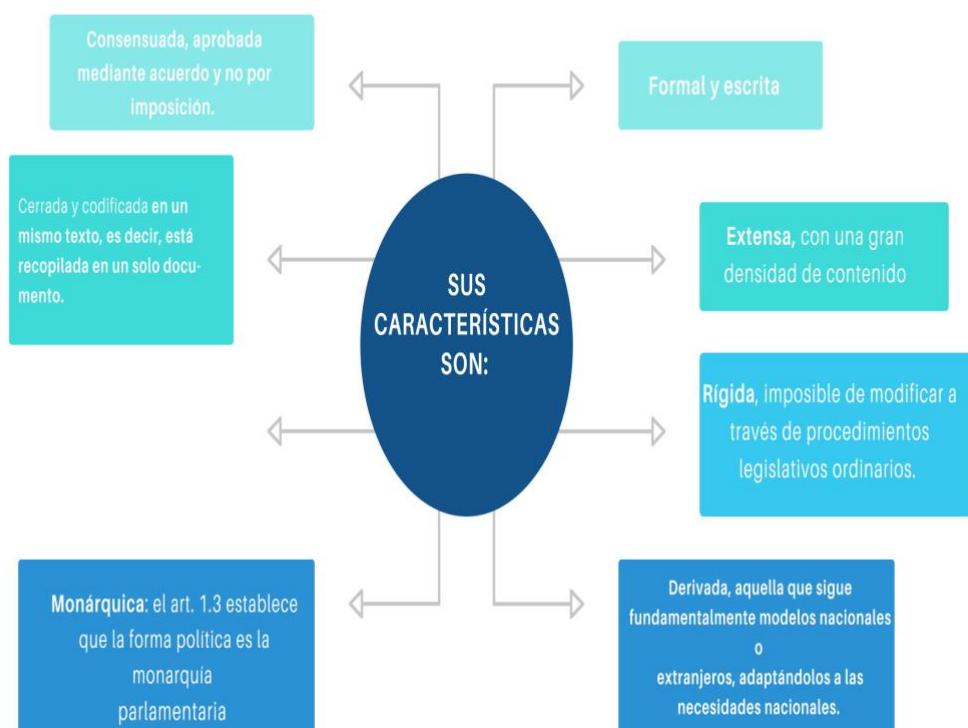 Consensuada, aprobada
mediante acuerdo y no por
imposición.
Formal y escrita
Cerrada y codificada en un
mismo texto, es decir, está
recopilada en un solo docu-
mento.
SUS
CARACTERÍSTICAS
SON:
Extensa, con una gran
densidad de contenido
Rígida, imposible de modificar a
través de procedimientos
legislativos ordinarios.
Monárquica: el art. 1.3 establece
que la forma política es la
monarquía
parlamentaria
Derivada, aquella que sigue
fundamentalmente modelos nacionales
o
extranjeros, adaptándolos a las
necesidades nacionales.